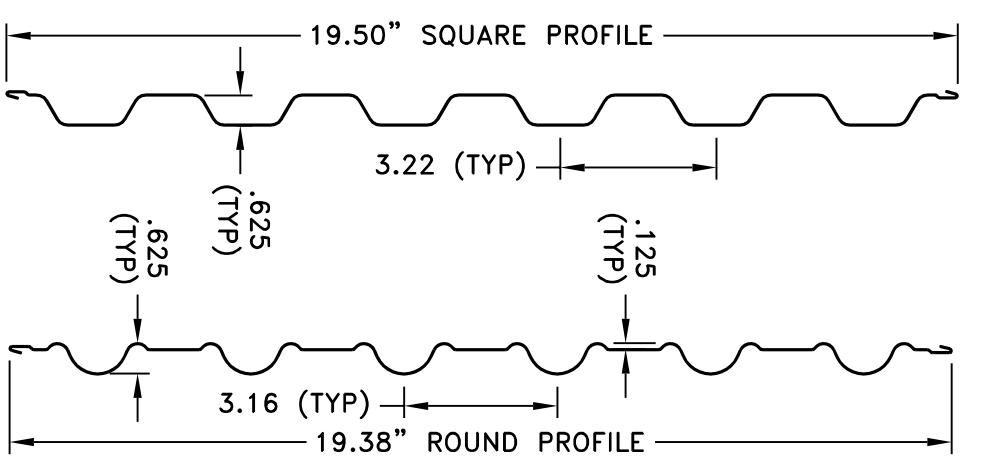 19.50” SQUARE PROFILE
3.22 (TYP)
.625
(TYP)
.625
(TYP)
.125
(TYP)
3.16 (TYP)
19.38” ROUND PROFILE